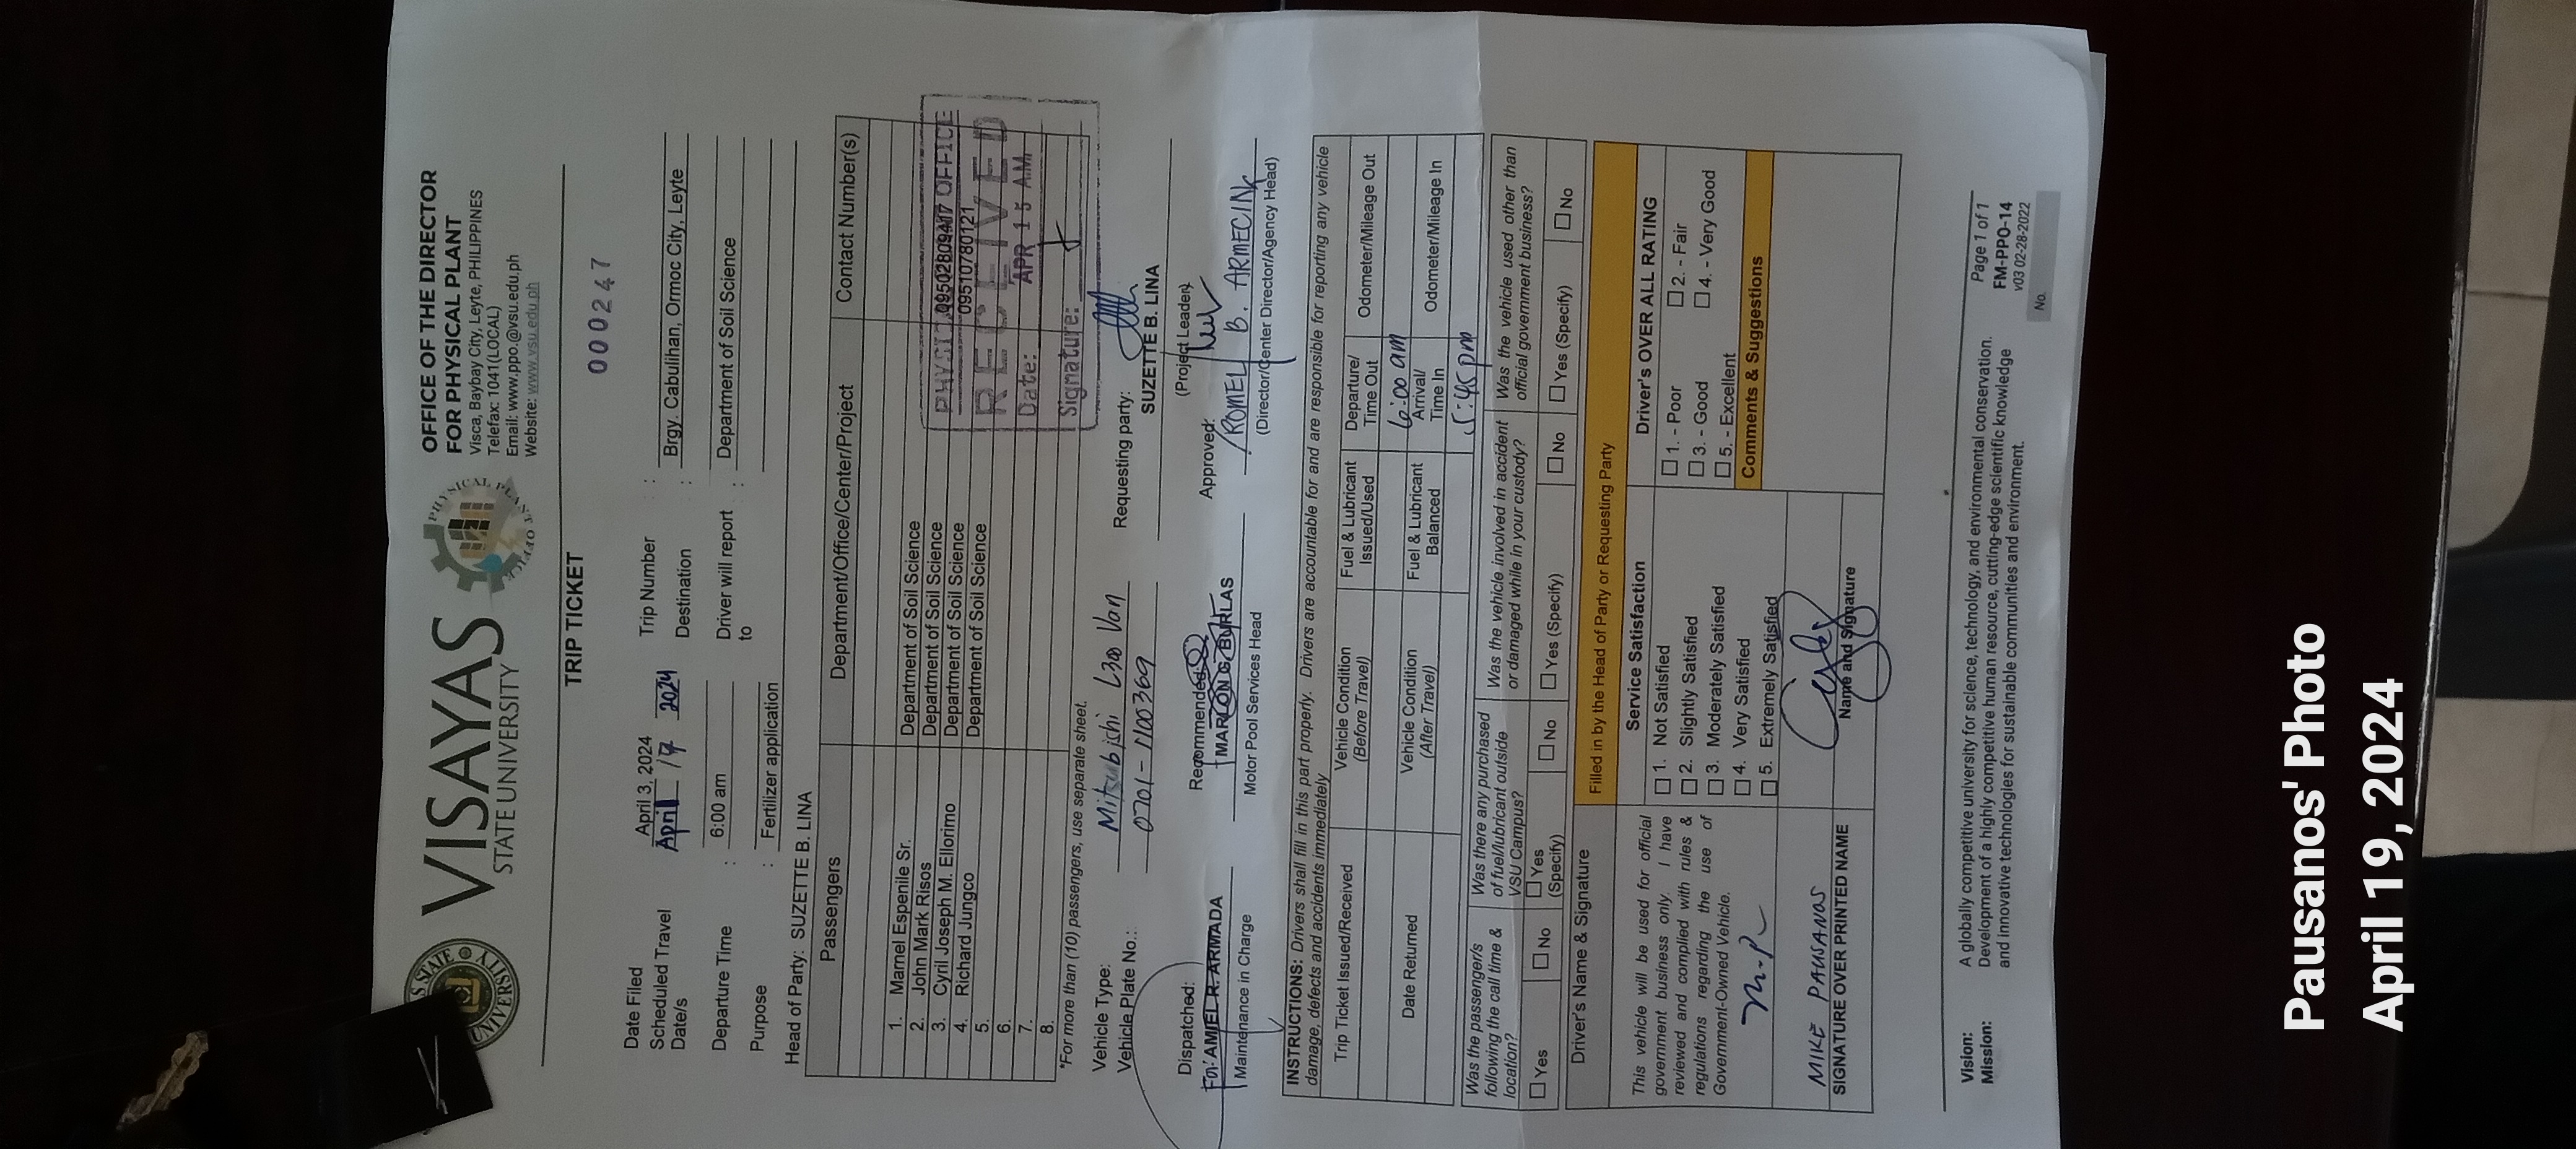 VISAYAS
STATE UNIVERSITY
OFFICE OF THE DIRECTOR
FOR PHYSICAL PLANT
Visca, Baybay City, Leyte, PHILIPPINES
Telefax: 1041(LOCAL)
Email: www.ppo.@vsu.edu.ph
Website: www.vsu.edu.ph
TRIP TICKET
000247
Date Filed April 3, 2024 Trip Number :
Scheduled Travel Date/s April 19 2024 Destination : Brgy. Cabulihan, Ormoc City, Leyte
Departure Time : 6:00 am Driver will report to : Department of Soil Science
Purpose : Fertilizer application
Head of Party: SUZETTE B. LINA
Passengers Department/Office/Center/Project Contact Number(s)
1. Marnel Espenile Sr. Department of Soil Science
2. John Mark Risos Department of Soil Science
3. Cyril Joseph M. Ellorimo Department of Soil Science 09502809407
4. Richard Jungco Department of Soil Science 09510780121
5.
6.
7.
8.
OFFICE
RECEIVED
Date: APR 15 AM
Signature:
*For more than (10) passengers, use separate sheet.
Vehicle Type: Mitsubishi L300 Van Requesting party:
Vehicle Plate No.: 0701-1100369 SUZETTE B. LINA
(Project Leader)
Dispatched: Recommended: Approved:
For: AMIEL R. ARMADA MARLON G. BURLAS ROMEL B. ARMECIN
Maintenance in Charge Motor Pool Services Head (Director/Center Director/Agency Head)
INSTRUCTIONS: Drivers shall fill in this part properly. Drivers are accountable for and are responsible for reporting any vehicle
damage, defects and accidents immediately
Trip Ticket Issued/Received Vehicle Condition (Before Travel) Fuel & Lubricant Issued/Used Departure/ Time Out Odometer/Mileage Out
6:00 am
Date Returned Vehicle Condition (After Travel) Fuel & Lubricant Balanced Arrival/ Time In Odometer/Mileage In
5:45 pm
Was the passenger/s following the call time & location? Was there any purchased of fuel/lubricant outside VSU Campus? Was the vehicle involved in accident or damaged while in your custody? Was the vehicle used other than official government business?
Yes No Yes (Specify) No Yes (Specify) No Yes (Specify) No
Driver's Name & Signature Filled in by the Head of Party or Requesting Party
Service Satisfaction Driver's OVER ALL RATING
This vehicle will be used for official
government business only. I have
reviewed and complied with rules &
regulations regarding the use of
Government-Owned Vehicle.
1. Not Satisfied
2. Slightly Satisfied
3. Moderately Satisfied
4. Very Satisfied
5. Extremely Satisfied
1. - Poor 2. - Fair
3. - Good 4. - Very Good
5. - Excellent
Comments & Suggestions
MIKE PAUSANOS
SIGNATURE OVER PRINTED NAME Name and Signature
Vision: A globally competitive university for science, technology, and environmental conservation.
Mission: Development of a highly competitive human resource, cutting-edge scientific knowledge
and innovative technologies for sustainable communities and environment.
Page 1 of 1
FM-PPO-14
v03 02-28-2022
No.
Pausanos' Photo
April 19, 2024